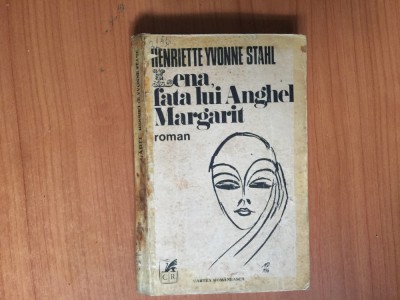 HENRIETTE YVONNE STAHL
Lena,
fata lui Anghel
Margarit
roman
CARTEA ROMÂNEASCĂ